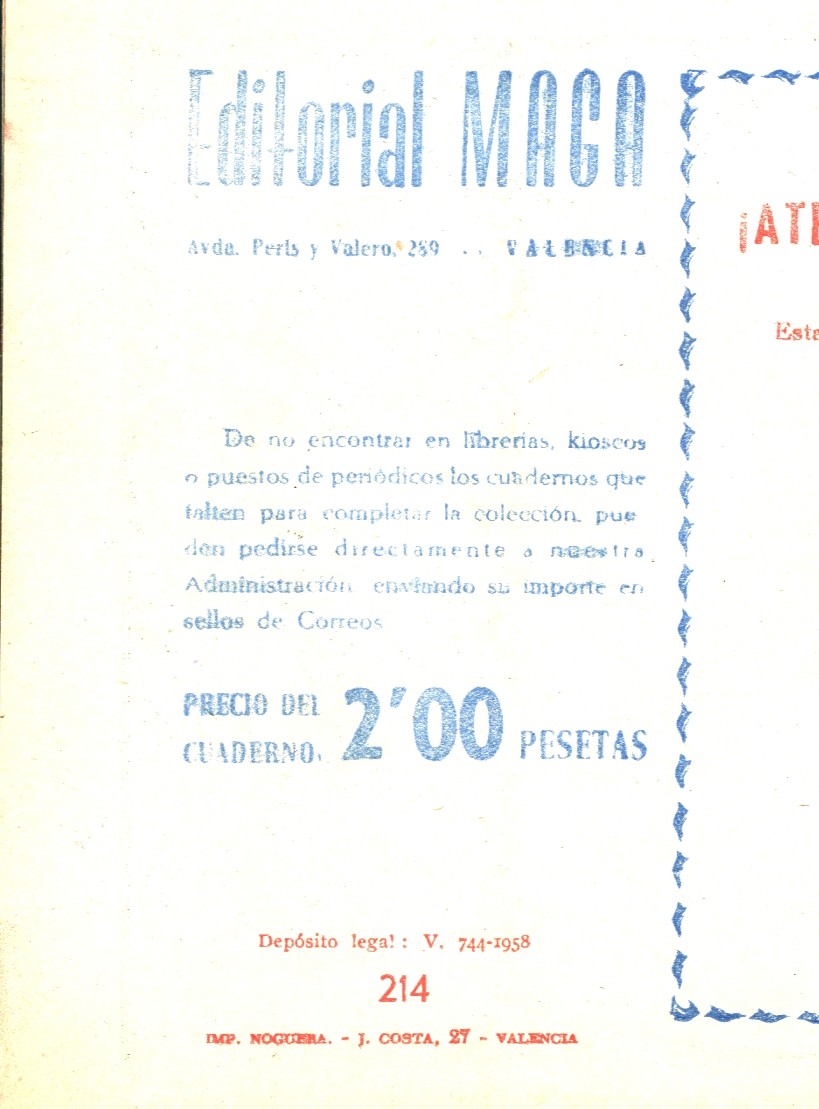 Editorial MAGA
Avda. Peris y Valero, 289 . . VALENCIA
De no encontrar en librerías, kioscos
o puestos de periódicos los cuadernos que
falten para completar la colección, pue
den pedirse directamente a nuestra
Administración enviando su importe en
sellos de Correos
PRECIO DEL
CUADERNO: 2'00 PESETAS
Depósito legal : V. 744-1958
214
IMP. NOGUERA. - J. COSTA, 27 - VALENCIA
¡ATE
Esta